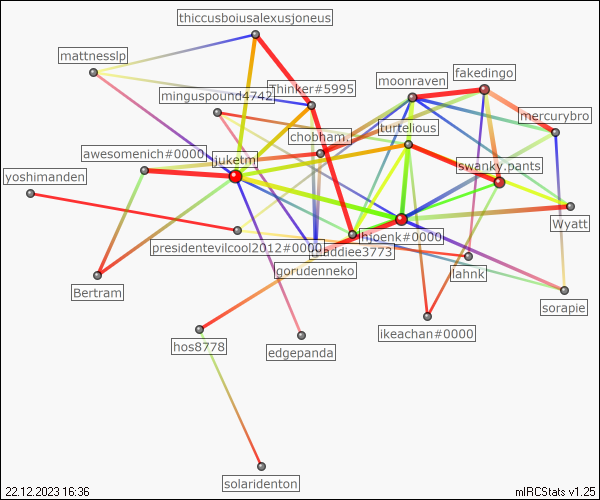 thiccusboiusalexusjoneus
mattnesslp
fakedingo
moonraven
Thinker#5995
minguspound4742
mercurybro
turtelious
chobham.
awesomenich#0000
juketm
swanky.pants
yoshimanden
Wyatt
hjoenk#0000
presidentevilcool2012#0000
addiee3773
gorudenneko
lahnk
Bertram
sorapie
ikeachan#0000
hos8778
edgepanda
solaridenton
22.12.2023 16:36
mIRCStats v1.25